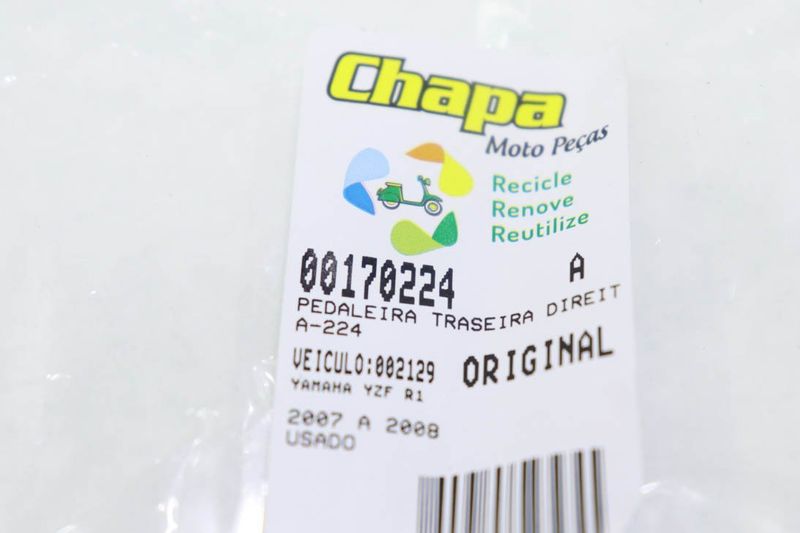 Chapa
Moto Peças
Recicle
Renove
Reutilize
00170224 A
PEDALEIRA TRASEIRA DIREIT
A-224
VEICULO:002129 ORIGINAL
YAMAHA YZF R1
2007 A 2008
USADO